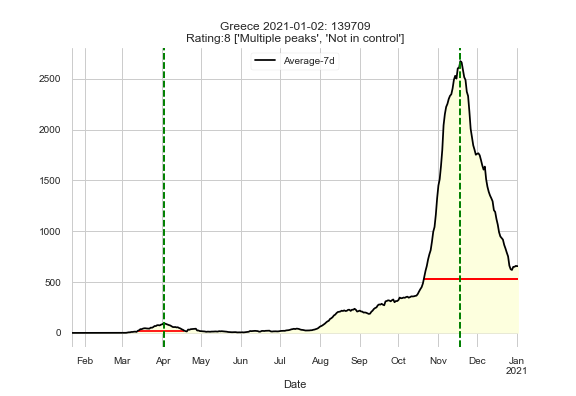 Greece 2021-01-02: 139709
Rating:8 ['Multiple peaks', 'Not in control']
Average-7d
2500
2000
1500
1000
500
0
Feb Mar Apr May Jun Jul Aug Sep Oct Nov Dec Jan
2021
Date